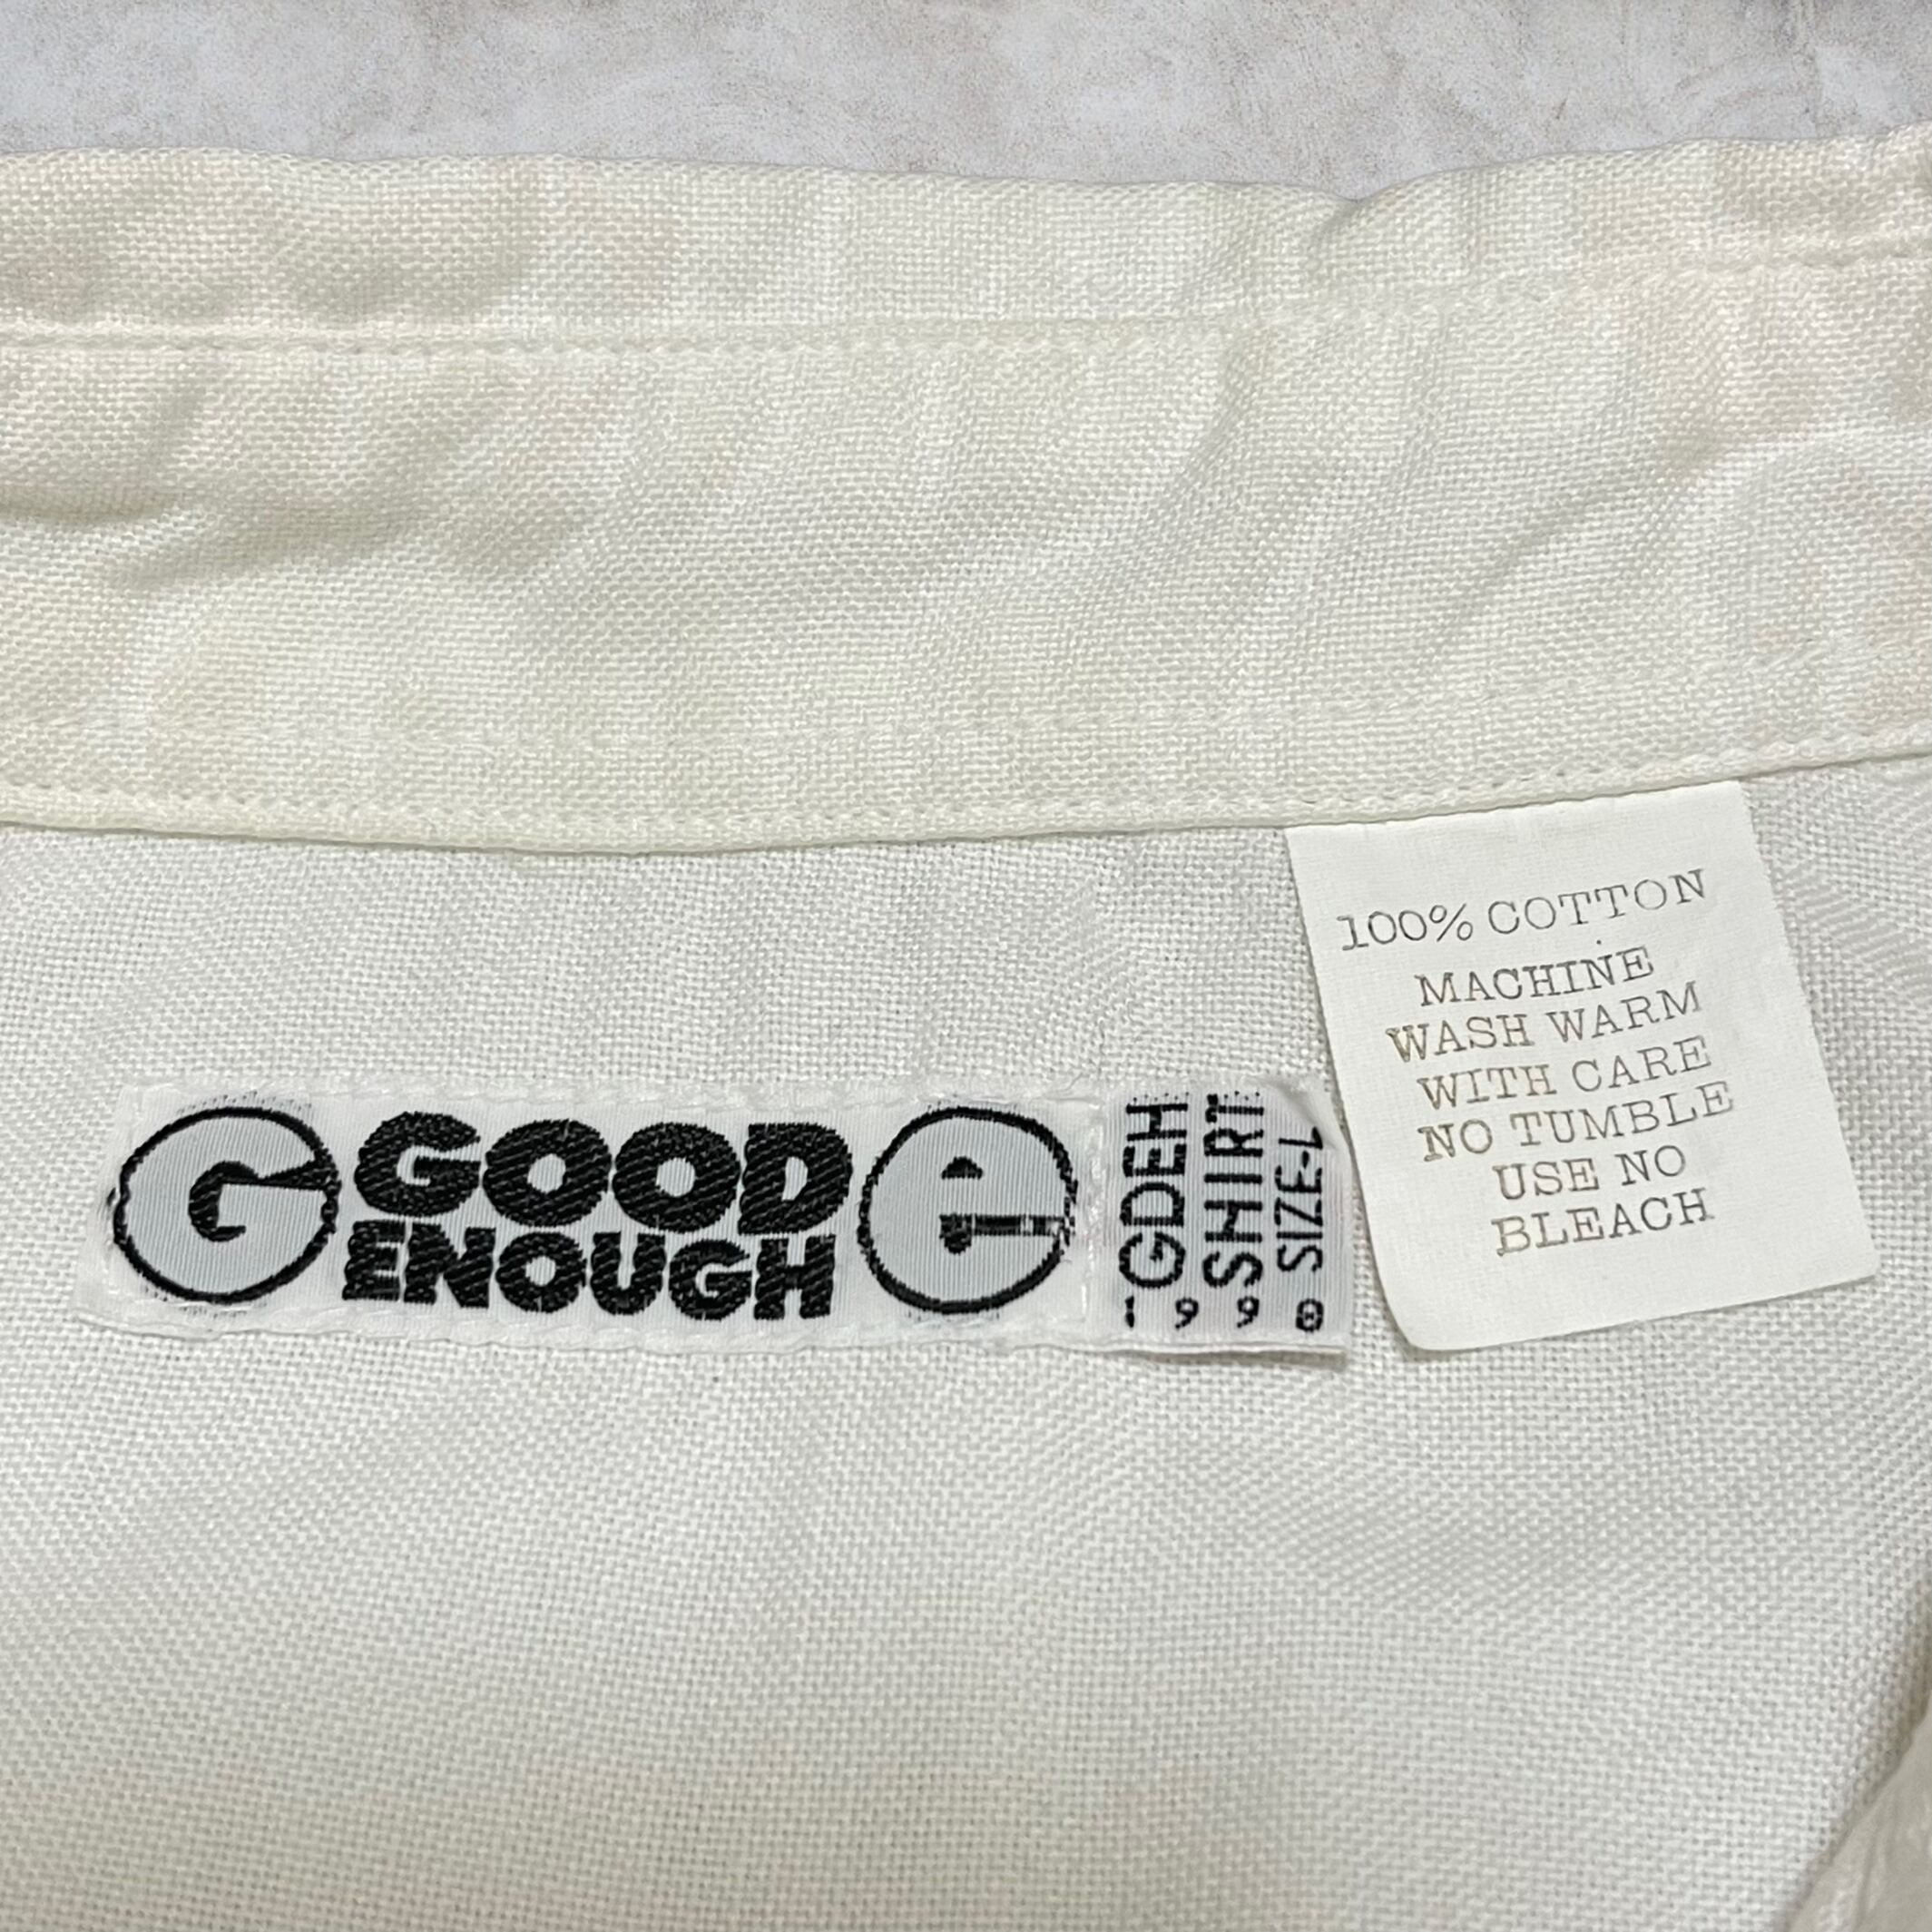 G GOOD e
ENOUGH
GDEH
SHIRT
SIZE-L
1990
100% COTTON
MACHINE
WASH WARM
WITH CARE
NO TUMBLE
USE NO
BLEACH